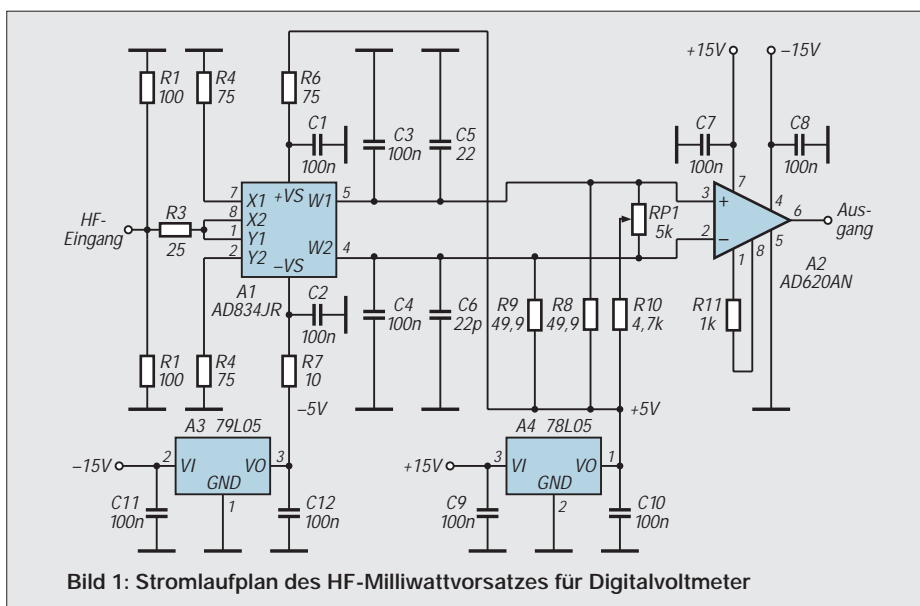 +15V
–15V
R1
100
R4
75
R6
75
C1
100n
C3
100n
C5
22
C7
100n
C8
100n
HF-
Eingang
R3
25
7
8
1
2
X1
X2
Y1
Y2
+VS
–VS
W1
W2
5
4
A1
AD834JR
C2
100n
RP1
5k
3
2
+
–
7
4
6
5
1
8
Aus-
gang
A2
AD620AN
R1
100
R4
75
R7
10
C4
100n
C6
22p
R9
49,9
R8
49,9
R10
4,7k
R11
1k
–5V
+5V
A3 79L05
A4 78L05
–15V
2
VI
VO
3
GND
1
+15V
3
VI
VO
1
GND
2
C11
100n
C12
100n
C9
100n
C10
100n
Bild 1: Stromlaufplan des HF-Milliwattvorsatzes für Digitalvoltmeter